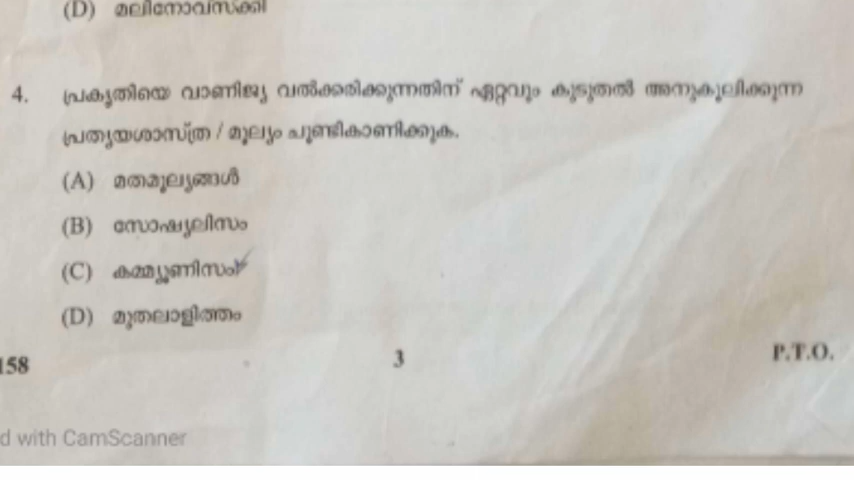 (D) മലിനോവസ്ക്കി
4. പ്രകൃതിയെ വാണിജ്യ വൽക്കരിക്കുന്നതിന് ഏറ്റവും കൂടുതൽ അനുകൂലിക്കുന്ന
പ്രത്യയശാസ്ത്ര / മൂല്യം ചൂണ്ടികാണിക്കുക.
(A) മതമൂല്യങ്ങൾ
(B) സോഷ്യലിസം
(C) കമ്മ്യൂണിസം
(D) മുതലാളിത്തം
158
3
P.T.O.
d with CamScanner